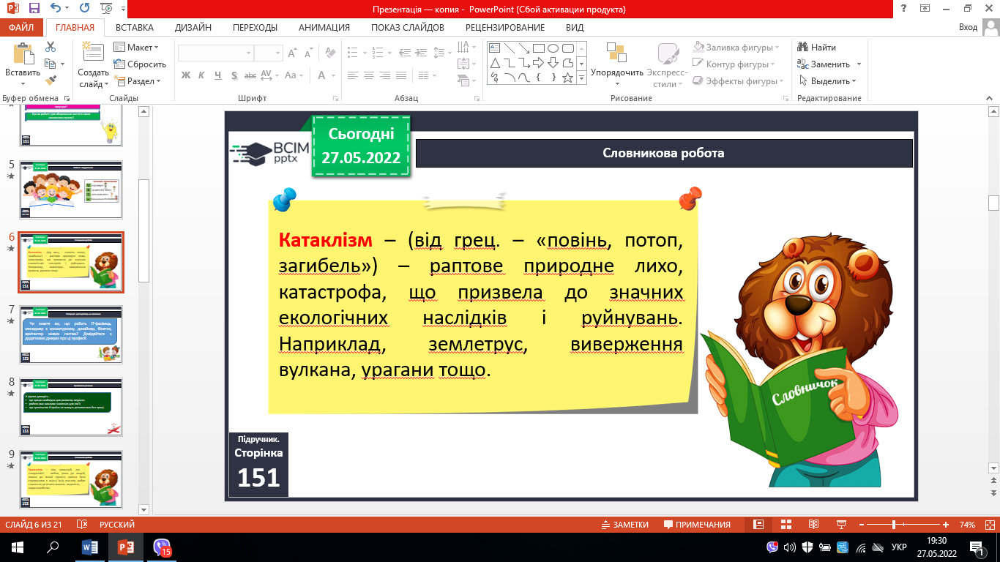 Презентація — копия - PowerPoint (Сбой активации продукта)
ФАЙЛ ГЛАВНАЯ ВСТАВКА ДИЗАЙН ПЕРЕХОДЫ АНИМАЦИЯ ПОКАЗ СЛАЙДОВ РЕЦЕНЗИРОВАНИЕ ВИД Вход
Вставить
Создать слайд
Макет
Сбросить
Раздел
Ж К Ч S abc AV Aa A
Упорядочить
Экспресс-стили
Заливка фигуры
Контур фигуры
Эффекты фигуры
Найти
Заменить
Выделить
Буфер обмена Слайды Шрифт Абзац Рисование Редактирование
5
6
7
8
9
Сьогодні
27.05.2022
ВСІМ
pptx
Словникова робота
Катаклізм – (від грец. – «повінь, потоп,
загибель») – раптове природне лихо,
катастрофа, що призвела до значних
екологічних наслідків і руйнувань.
Наприклад, землетрус, виверження
вулкана, урагани тощо.
Словничок
Підручник.
Сторінка
151
СЛАЙД 6 ИЗ 21 РУССКИЙ ЗАМЕТКИ ПРИМЕЧАНИЯ 74%
15
УКР
19:30
27.05.2022
1